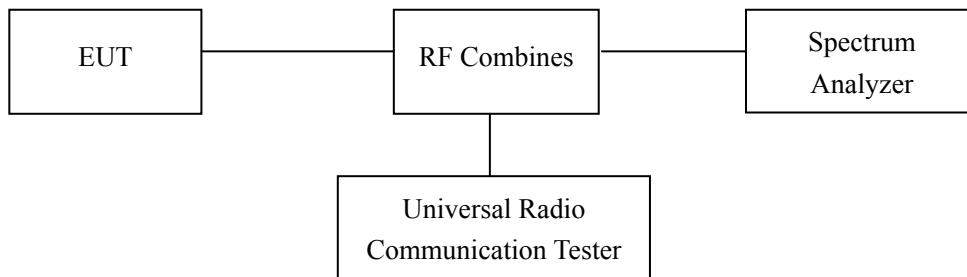 EUT
RF Combines
Spectrum
Analyzer
Universal Radio
Communication Tester